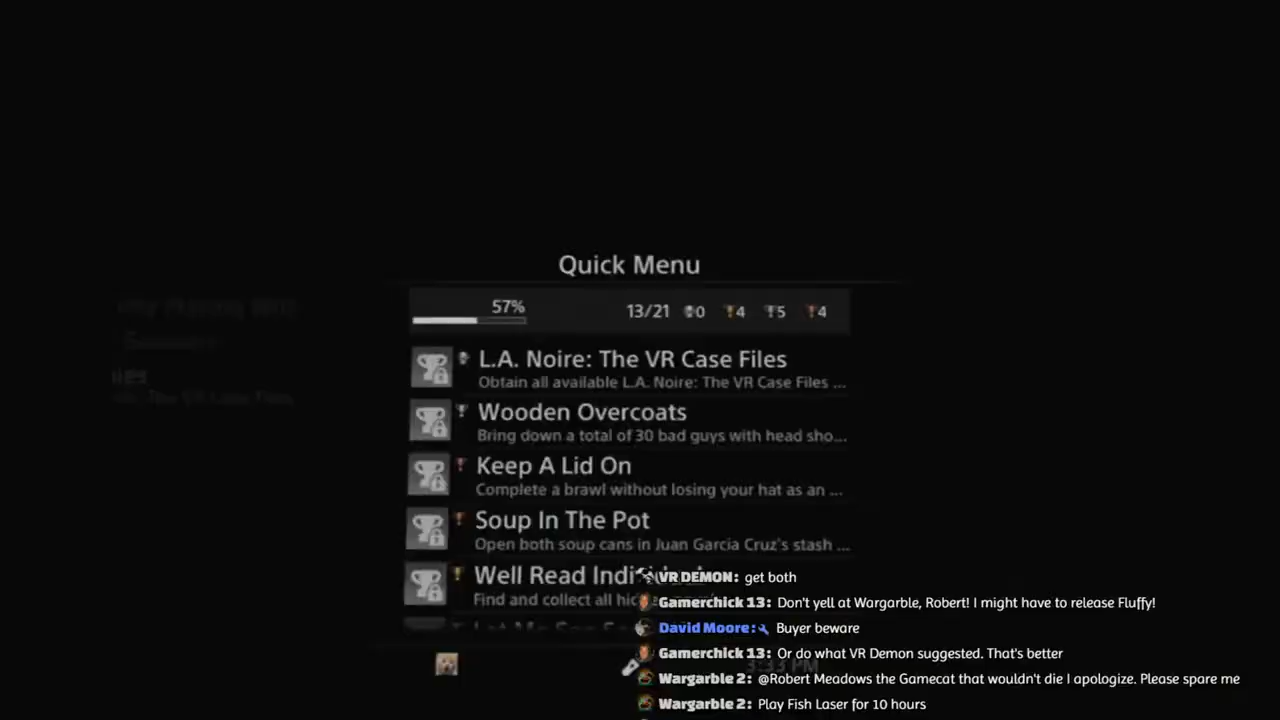 Quick Menu
57%
13/21 0 4 5 4
L.A. Noire: The VR Case Files
Obtain all available L.A. Noire: The VR Case Files ...
Wooden Overcoats
Bring down a total of 30 bad guys with head sho...
Keep A Lid On
Complete a brawl without losing your hat as an ...
Soup In The Pot
Open both soup cans in Juan Garcia Cruz's stash ...
Well Read
Find and collect all
3:33 PM
VR DEMON: get both
Gamerchick 13: Don't yell at Wargarble, Robert! I might have to release Fluffy!
David Moore: Buyer beware
Gamerchick 13: Or do what VR Demon suggested. That's better
Wargarble 2: @Robert Meadows the Gamecat that wouldn't die I apologize. Please spare me
Wargarble 2: Play Fish Laser for 10 hours